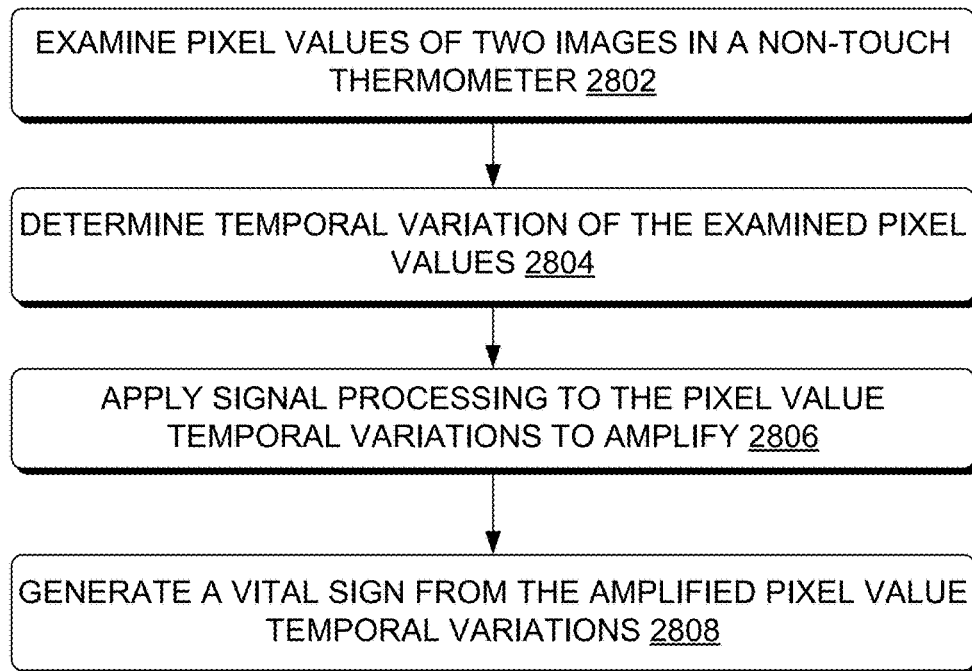 EXAMINE PIXEL VALUES OF TWO IMAGES IN A NON-TOUCH
THERMOMETER 2802
DETERMINE TEMPORAL VARIATION OF THE EXAMINED PIXEL
VALUES 2804
APPLY SIGNAL PROCESSING TO THE PIXEL VALUE
TEMPORAL VARIATIONS TO AMPLIFY 2806
GENERATE A VITAL SIGN FROM THE AMPLIFIED PIXEL VALUE
TEMPORAL VARIATIONS 2808